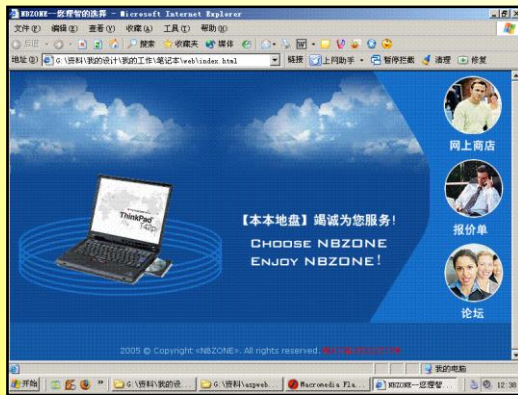 NBZONE--您理智的选择 - Microsoft Internet Explorer
文件(F) 编辑(E) 查看(V) 收藏(A) 工具(T) 帮助(H)
后退 搜索 收藏夹 媒体
地址(D) G:\资料\我的设计\我的工作\笔记本\web\index.html 链接 上网助手 暂停拦截 清理 修复
网上商店
ThinkPad
T42p
【本本地盘】竭诚为您服务!
CHOOSE NBZONE
ENJOY NBZONE!
报价单
论坛
2005 © Copyright «NBZONE». All rights reserved.
我的电脑
开始 G:\资料\我的设... G:\资料\aspweb... Macromedia Fla... NBZONE--您理智... 12:38